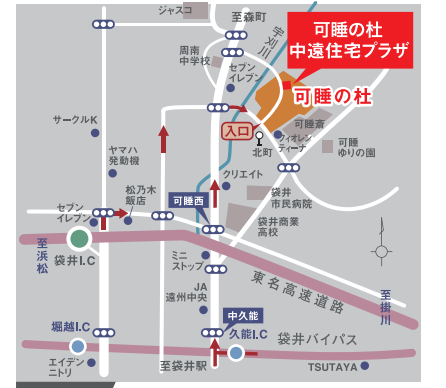 ジャスコ
至森町
宇刈川
可睡の杜
中遠住宅プラザ
周南
中学校
セブン
イレブン
可睡の杜
サークルK
入口
可睡斎
フィオレン
ティーナ
北町
可睡
ゆりの園
ヤマハ
発動機
クリエイト
松乃木
飯店
可睡西
袋井
市民病院
セブン
イレブン
袋井商業
高校
至浜松
袋井I.C
ミニ
ストップ
東名高速道路
至掛川
JA
遠州中央
中久能
堀越I.C
久能I.C
袋井バイパス
エイデン
ニトリ
至袋井駅
TSUTAYA